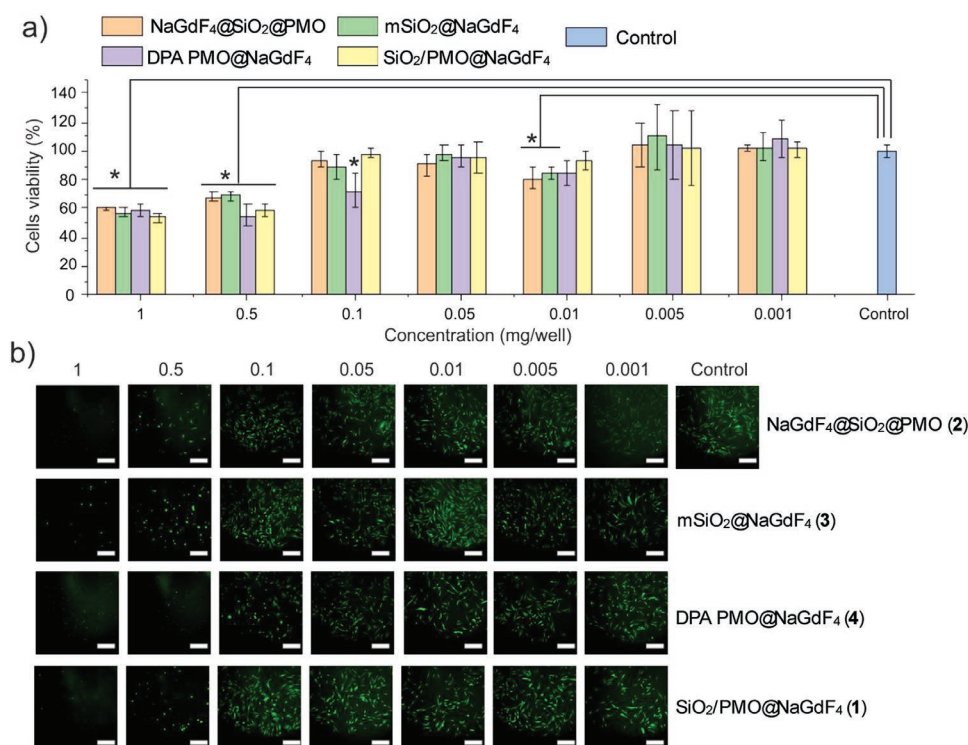 a)
NaGdF₄@SiO₂@PMO
mSiO₂@NaGdF₄
Control
DPA PMO@NaGdF₄
SiO₂/PMO@NaGdF₄
Cells viability (%)
140
120
100
80
60
40
20
0
*
*
*
*
1
0.5
0.1
0.05
0.01
0.005
0.001
Control
Concentration (mg/well)
b)
1 0.5 0.1 0.05 0.01 0.005 0.001 Control
NaGdF₄@SiO₂@PMO (2)
mSiO₂@NaGdF₄ (3)
DPA PMO@NaGdF₄ (4)
SiO₂/PMO@NaGdF₄ (1)